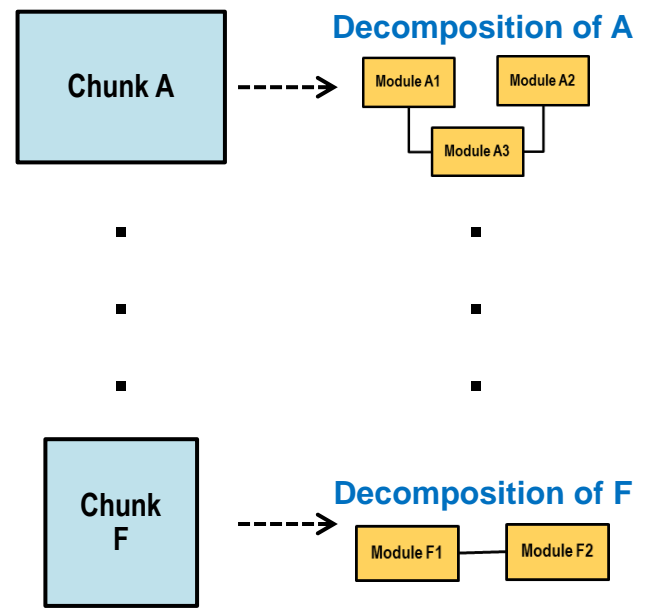 Decomposition of A
Chunk A
Module A1
Module A2
Module A3
Chunk
F
Decomposition of F
Module F1
Module F2